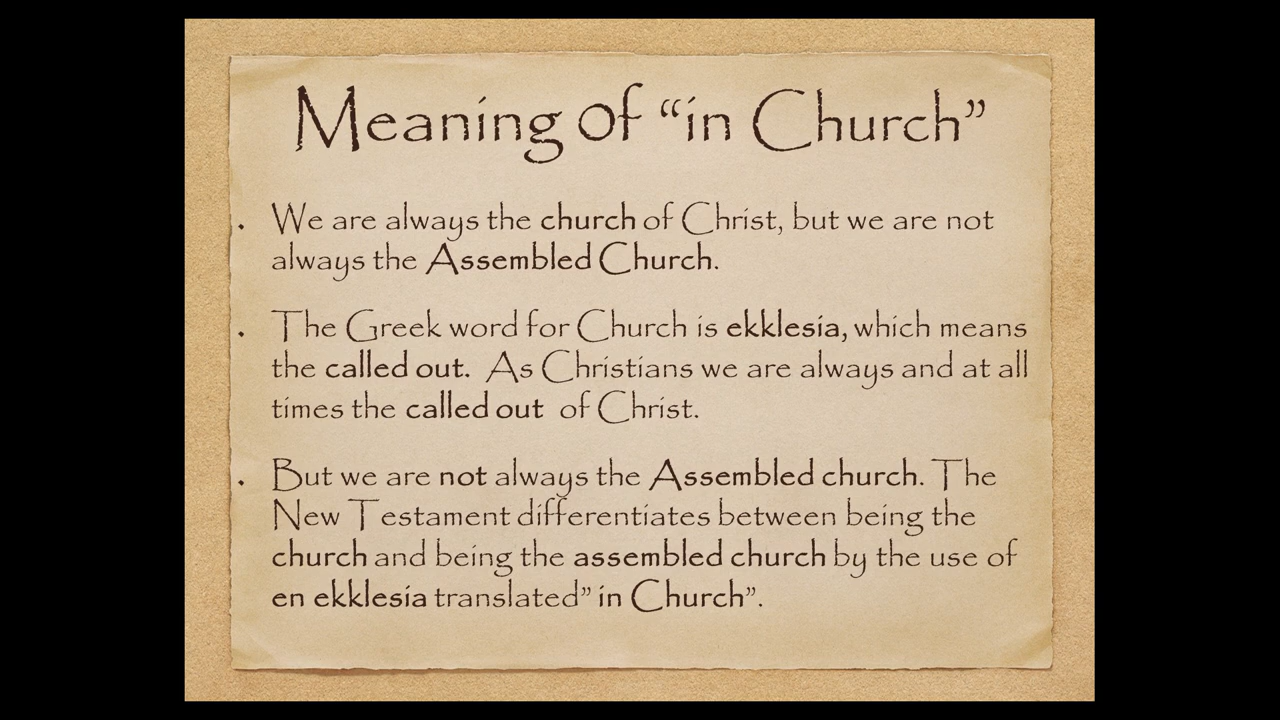 Meaning Of “in Church”
• We are always the church of Christ, but we are not
always the Assembled Church.
• The Greek word for Church is ekklesia, which means
the called out. As Christians we are always and at all
times the called out of Christ.
• But we are not always the Assembled church. The
New Testament differentiates between being the
church and being the assembled church by the use of
en ekklesia translated” in Church”.